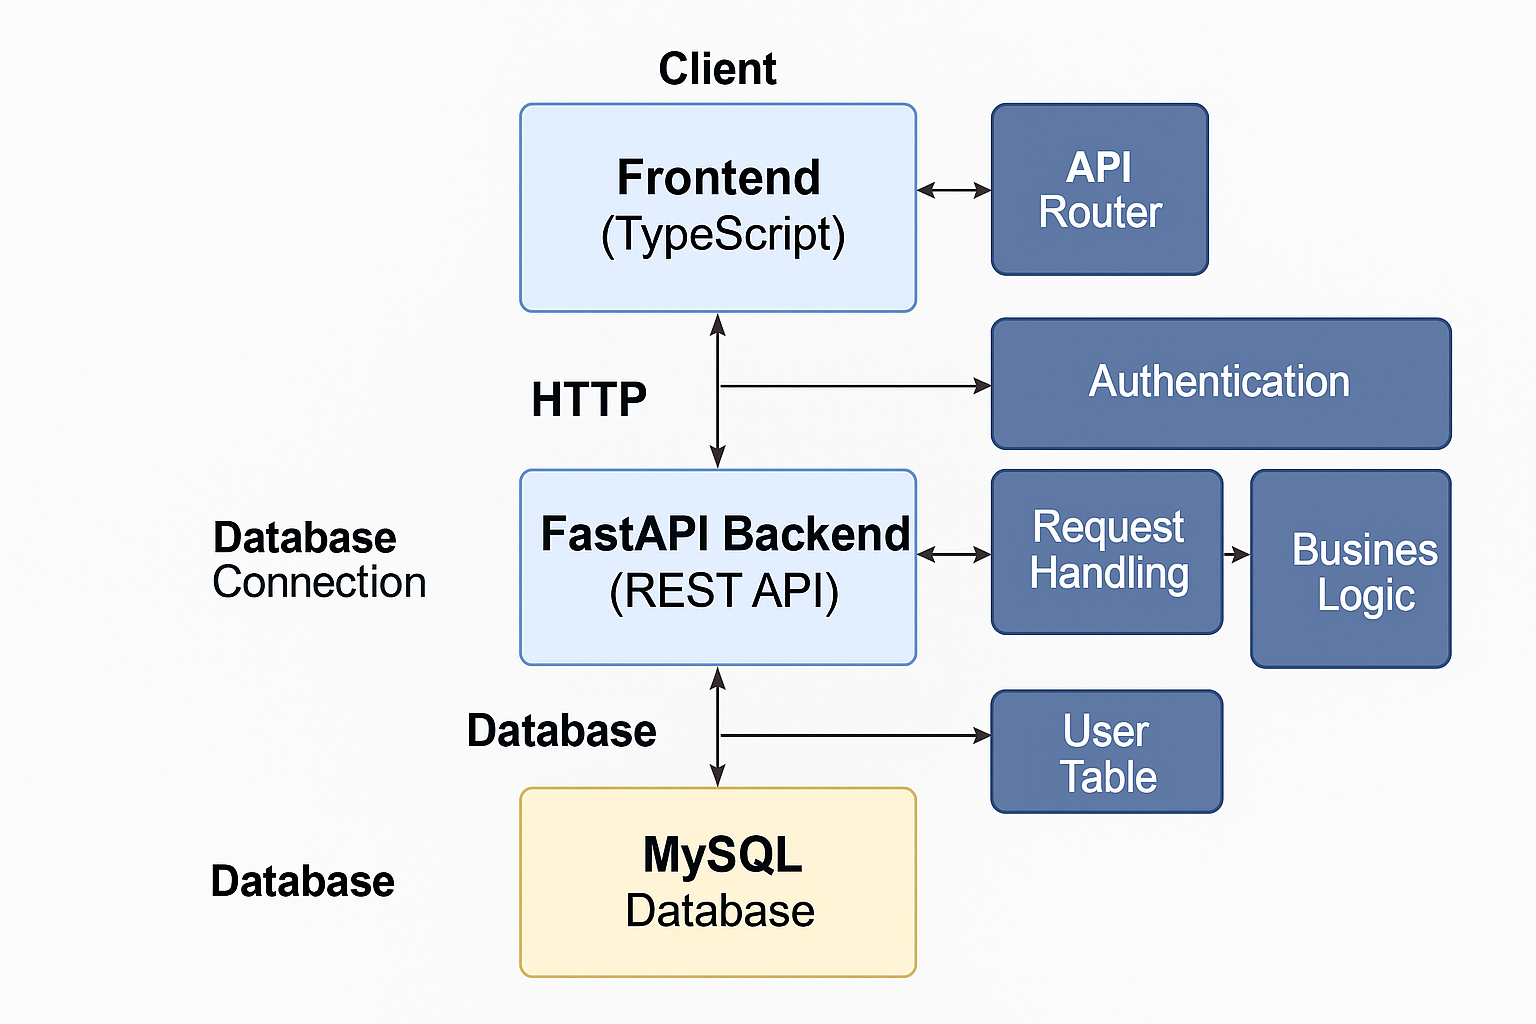 Client
Frontend
(TypeScript)
API
Router
HTTP
Authentication
Database
Connection
FastAPI Backend
(REST API)
Request
Handling
Busines
Logic
Database
User
Table
Database
MySQL
Database